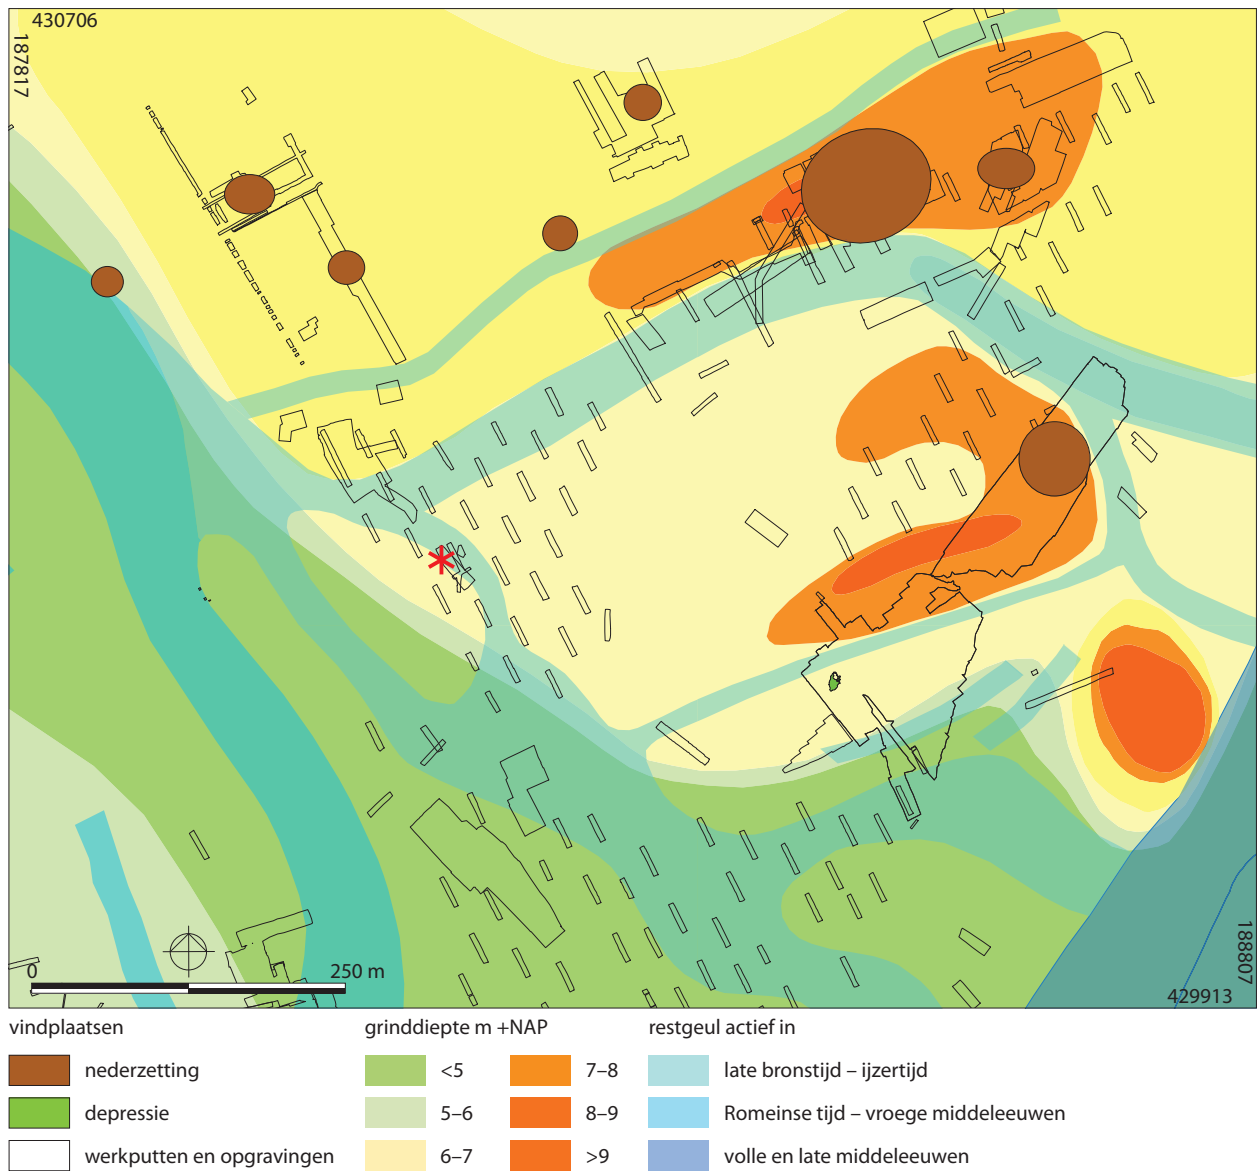 430706
187817
0
250 m
188807
429913
vindplaatsen
nederzetting
depressie
werkputten en opgravingen
grinddiepte m +NAP
<5
5–6
6–7
7–8
8–9
>9
restgeul actief in
late bronstijd – ijzertijd
Romeinse tijd – vroege middeleeuwen
volle en late middeleeuwen